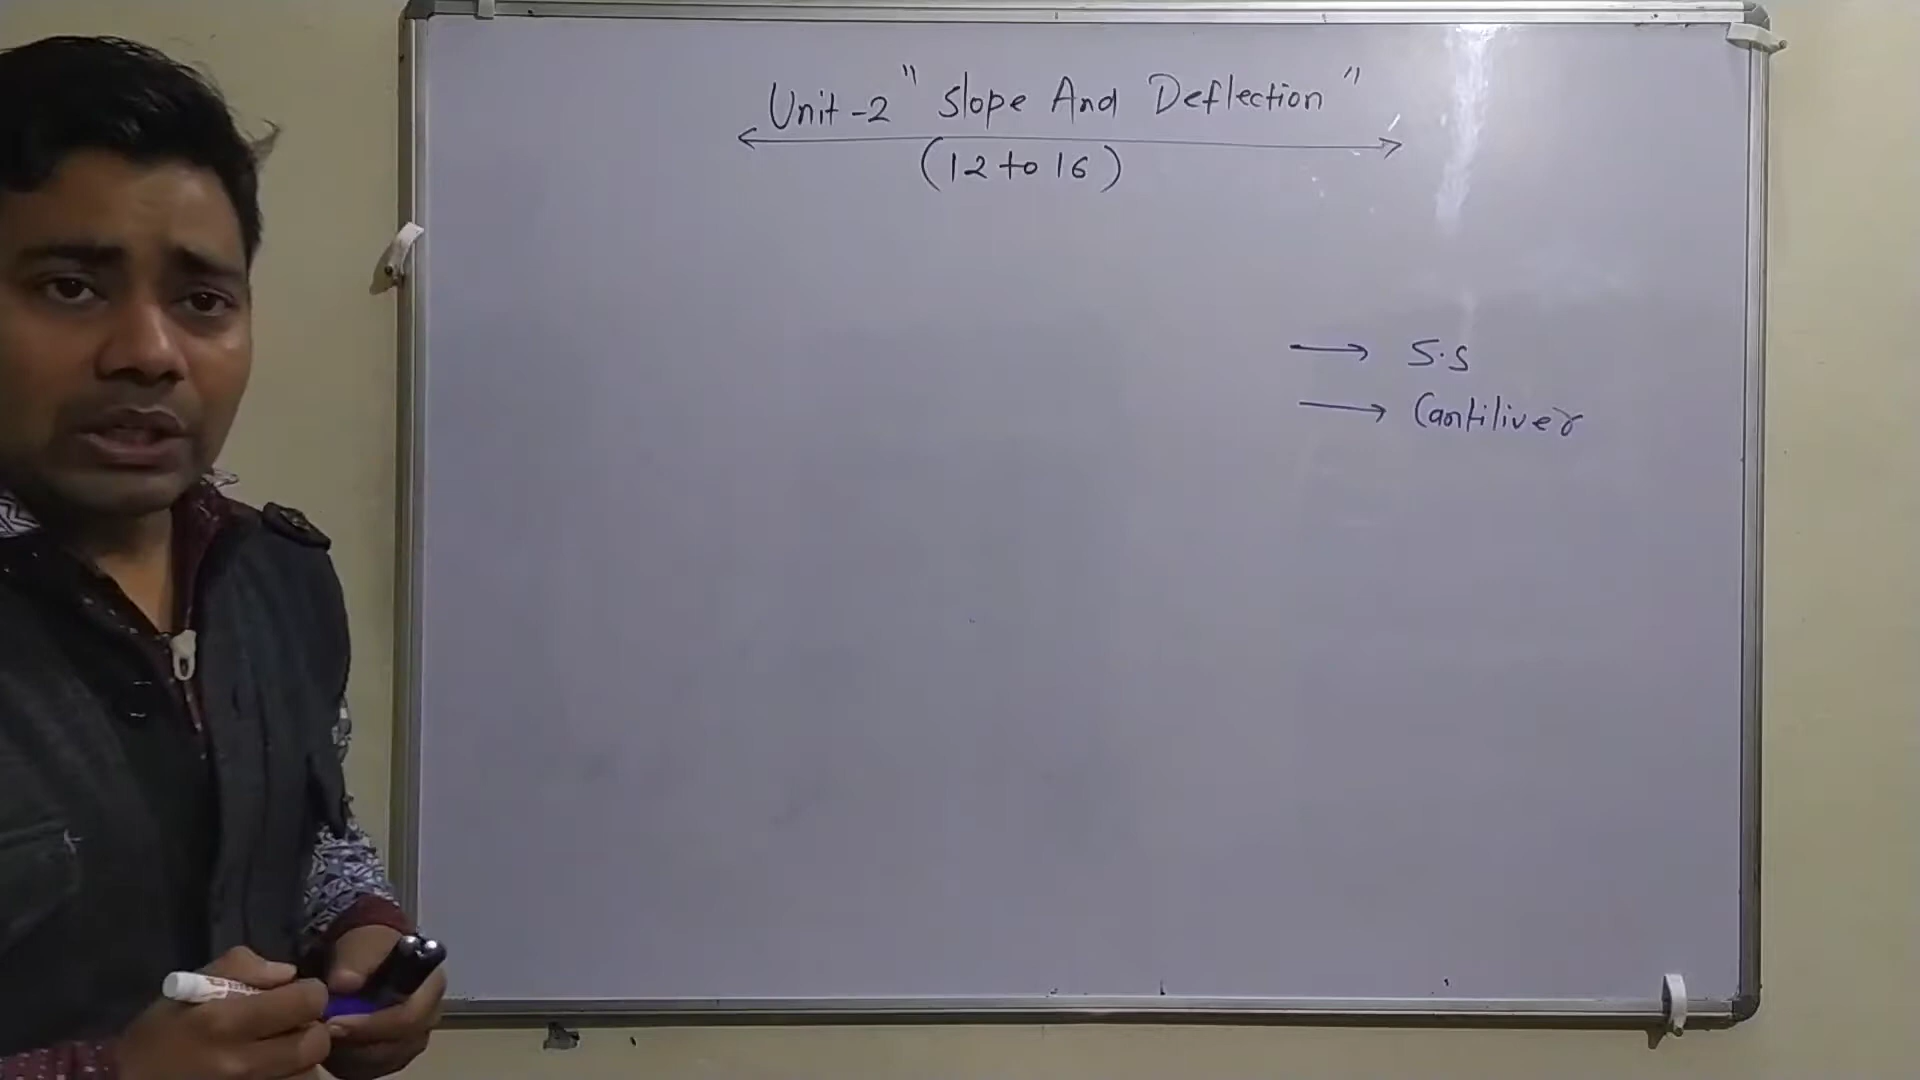 Unit-2 " Slope And Deflection "
(12 to 16)
→ S.S
→ Cantiliver